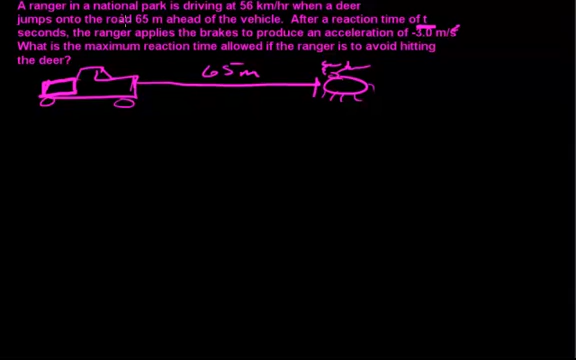 A ranger in a national park is driving at 56 km/hr when a deer
jumps onto the road 65 m ahead of the vehicle. After a reaction time of t
seconds, the ranger applies the brakes to produce an acceleration of -3.0 m/s².
What is the maximum reaction time allowed if the ranger is to avoid hitting
the deer?
65m